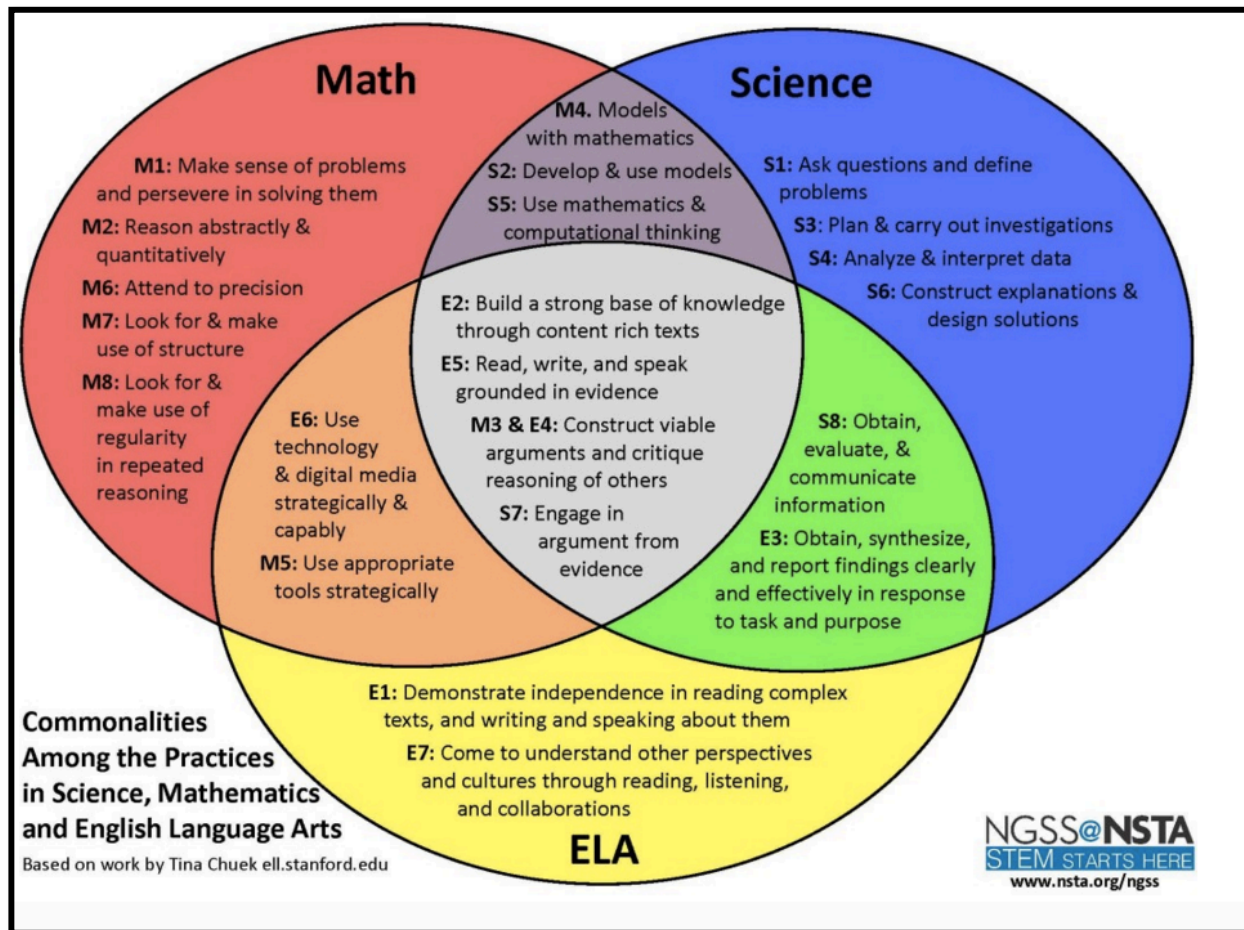 Math
Science
M4. Models
with mathematics
S2: Develop & use models
S5: Use mathematics &
computational thinking
M1: Make sense of problems
and persevere in solving them
M2: Reason abstractly &
quantitatively
M6: Attend to precision
M7: Look for & make
use of structure
M8: Look for &
make use of
regularity
in repeated
reasoning
S1: Ask questions and define
problems
S3: Plan & carry out investigations
S4: Analyze & interpret data
S6: Construct explanations &
design solutions
E2: Build a strong base of knowledge
through content rich texts
E5: Read, write, and speak
grounded in evidence
M3 & E4: Construct viable
arguments and critique
reasoning of others
S7: Engage in
argument from
evidence
E6: Use
technology
& digital media
strategically &
capably
M5: Use appropriate
tools strategically
S8: Obtain,
evaluate, &
communicate
information
E3: Obtain, synthesize,
and report findings clearly
and effectively in response
to task and purpose
E1: Demonstrate independence in reading complex
texts, and writing and speaking about them
E7: Come to understand other perspectives
and cultures through reading, listening,
and collaborations
ELA
Commonalities
Among the Practices
in Science, Mathematics
and English Language Arts
Based on work by Tina Chuek ell.stanford.edu
NGSS@NSTA
STEM STARTS HERE
www.nsta.org/ngss